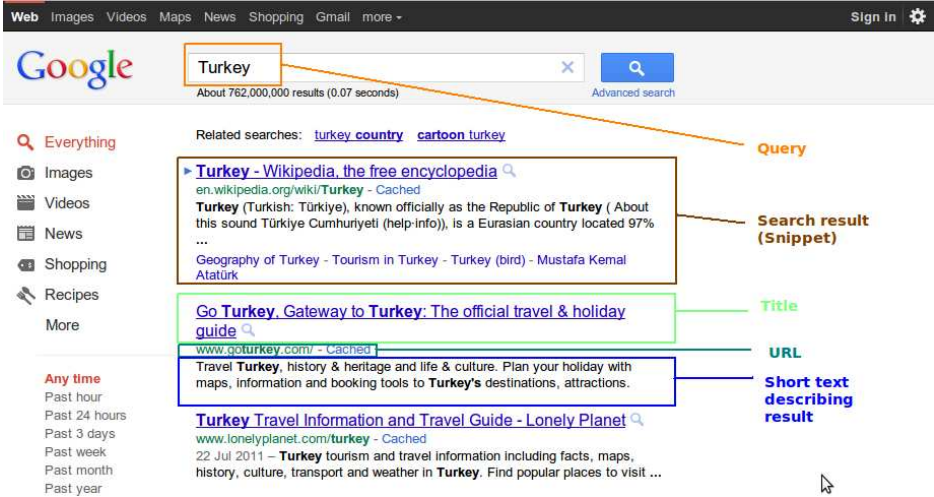 Web Images Videos Maps News Shopping Gmail more Sign in
Google
Turkey
About 762,000,000 results (0.07 seconds)
Advanced search
Everything
Images
Videos
News
Shopping
Recipes
More
Any time
Past hour
Past 24 hours
Past 3 days
Past week
Past month
Past year
Related searches: turkey country cartoon turkey
Turkey - Wikipedia, the free encyclopedia
en.wikipedia.org/wiki/Turkey - Cached
Turkey (Turkish: Türkiye), known officially as the Republic of Turkey ( About
this sound Türkiye Cumhuriyeti (help·info)), is a Eurasian country located 97%
...
Geography of Turkey - Tourism in Turkey - Turkey (bird) - Mustafa Kemal
Atatürk
Go Turkey, Gateway to Turkey: The official travel & holiday
guide
www.goturkey.com/ - Cached
Travel Turkey, history & heritage and life & culture. Plan your holiday with
maps, information and booking tools to Turkey's destinations, attractions.
Turkey Travel Information and Travel Guide - Lonely Planet
www.lonelyplanet.com/turkey - Cached
22 Jul 2011 – Turkey tourism and travel information including facts, maps,
history, culture, transport and weather in Turkey. Find popular places to visit ...
Query
Search result
(Snippet)
Title
URL
Short text
describing
result